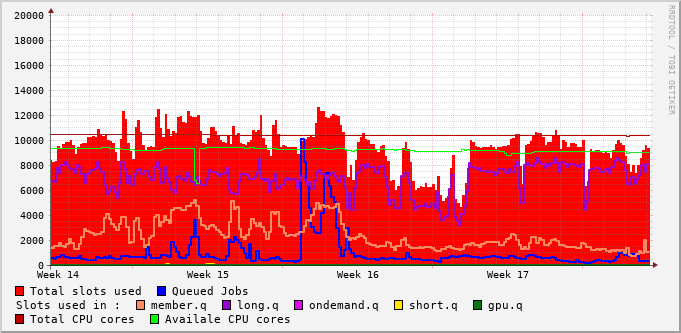 20000
18000
16000
14000
12000
10000
8000
6000
4000
2000
0
Week 14 Week 15 Week 16 Week 17
RRDTOOL / TOBI OETIKER
Total slots used Queued Jobs
Slots used in : member.q long.q ondemand.q short.q gpu.q
Total CPU cores Availale CPU cores